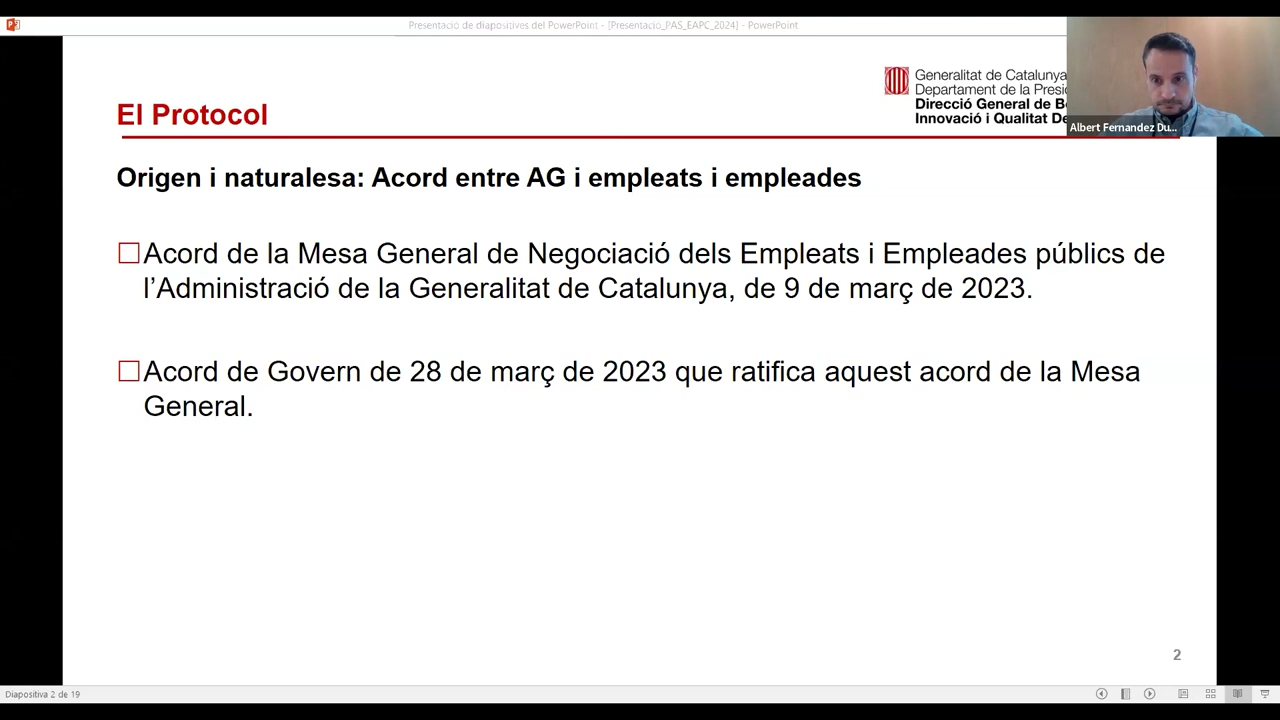 Presentació de diapositives del PowerPoint - [Presentacio_PAS_EAPC_2024] - PowerPoint
Generalitat de Catalunya
Departament de la Presi
Direcció General de B
Innovació i Qualitat De
Albert Fernandez Du...
El Protocol
Origen i naturalesa: Acord entre AG i empleats i empleades
Acord de la Mesa General de Negociació dels Empleats i Empleades públics de
l’Administració de la Generalitat de Catalunya, de 9 de març de 2023.
Acord de Govern de 28 de març de 2023 que ratifica aquest acord de la Mesa
General.
2
Diapositiva 2 de 19